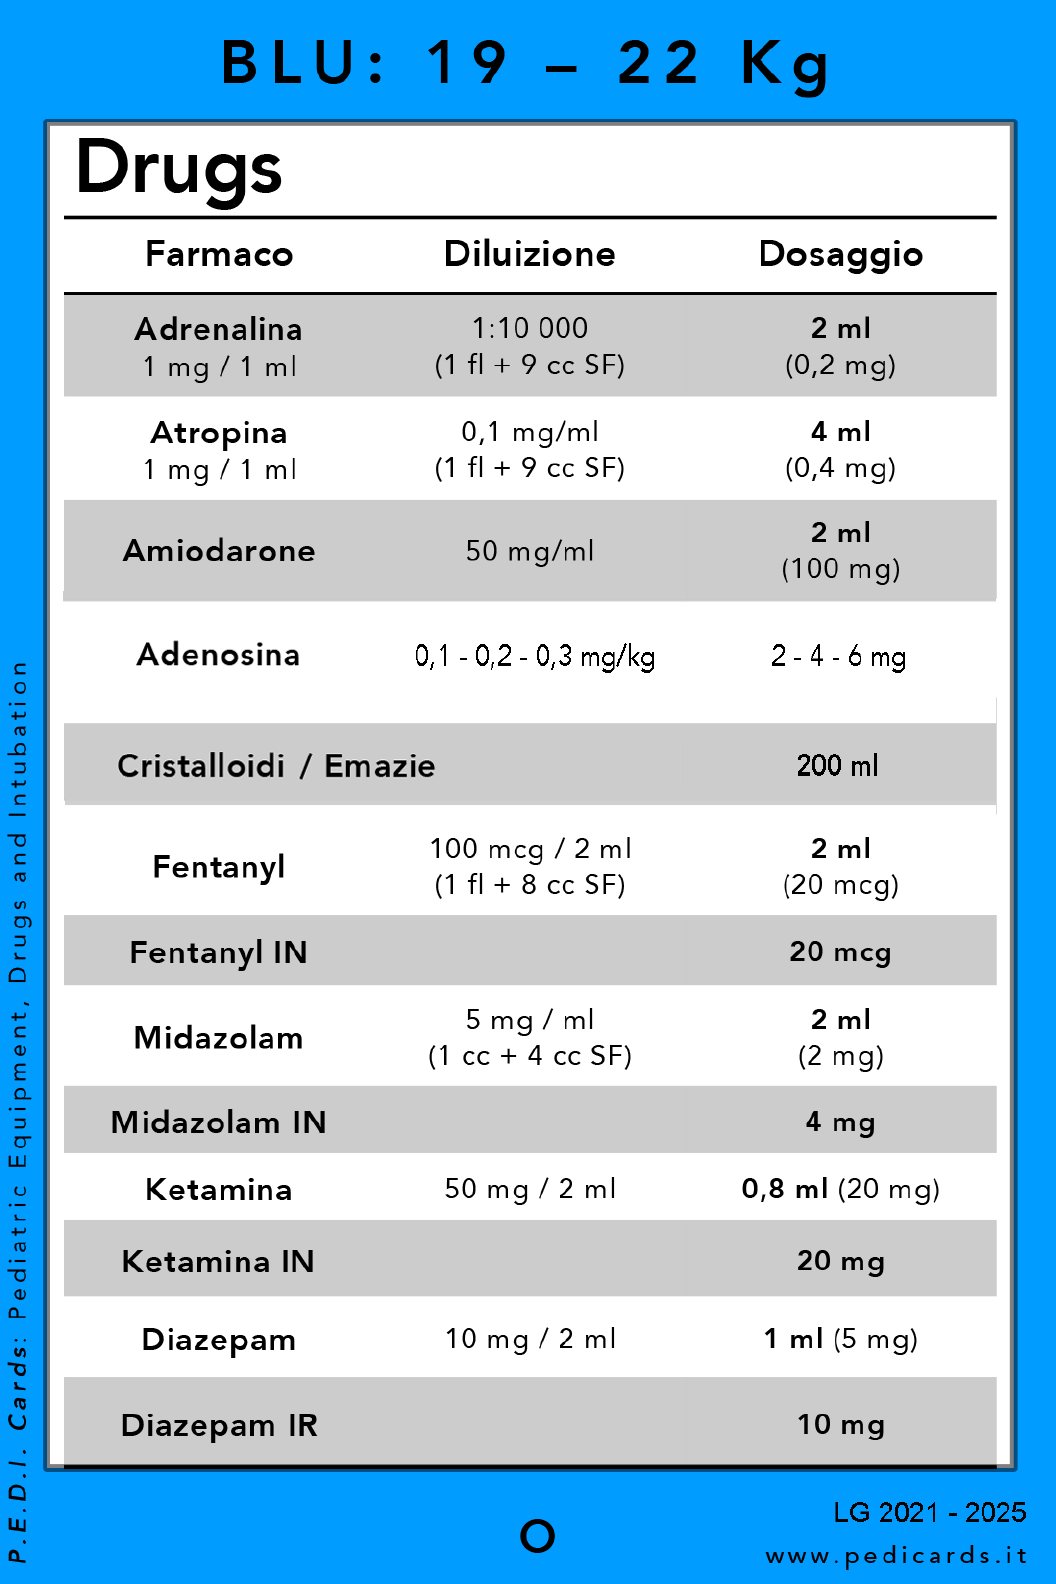 BLU: 19 – 22 Kg
Drugs
Farmaco Diluizione Dosaggio
Adrenalina 1:10 000 2 ml
1 mg / 1 ml (1 fl + 9 cc SF) (0,2 mg)
Atropina 0,1 mg/ml 4 ml
1 mg / 1 ml (1 fl + 9 cc SF) (0,4 mg)
Amiodarone 50 mg/ml 2 ml
(100 mg)
Adenosina 0,1 - 0,2 - 0,3 mg/kg 2 - 4 - 6 mg
Cristalloidi / Emazie 200 ml
Fentanyl 100 mcg / 2 ml 2 ml
(1 fl + 8 cc SF) (20 mcg)
Fentanyl IN 20 mcg
Midazolam 5 mg / ml 2 ml
(1 cc + 4 cc SF) (2 mg)
Midazolam IN 4 mg
Ketamina 50 mg / 2 ml 0,8 ml (20 mg)
Ketamina IN 20 mg
Diazepam 10 mg / 2 ml 1 ml (5 mg)
Diazepam IR 10 mg
P.E.D.I. Cards: Pediatric Equipment, Drugs and Intubation
LG 2021 - 2025
www.pedicards.it